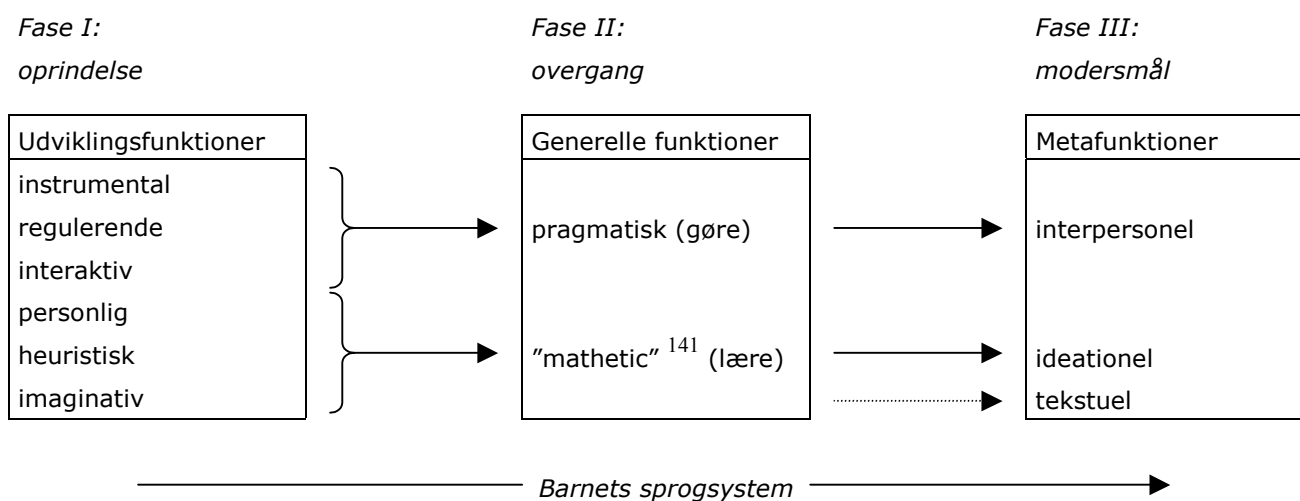 Fase I:
oprindelse
Fase II:
overgang
Fase III:
modersmål
Udviklingsfunktioner
instrumental
regulerende
interaktiv
personlig
heuristisk
imaginativ
Generelle funktioner
pragmatisk (gøre)
”mathetic” 141 (lære)
Metafunktioner
interpersonel
ideationel
tekstuel
Barnets sprogsystem